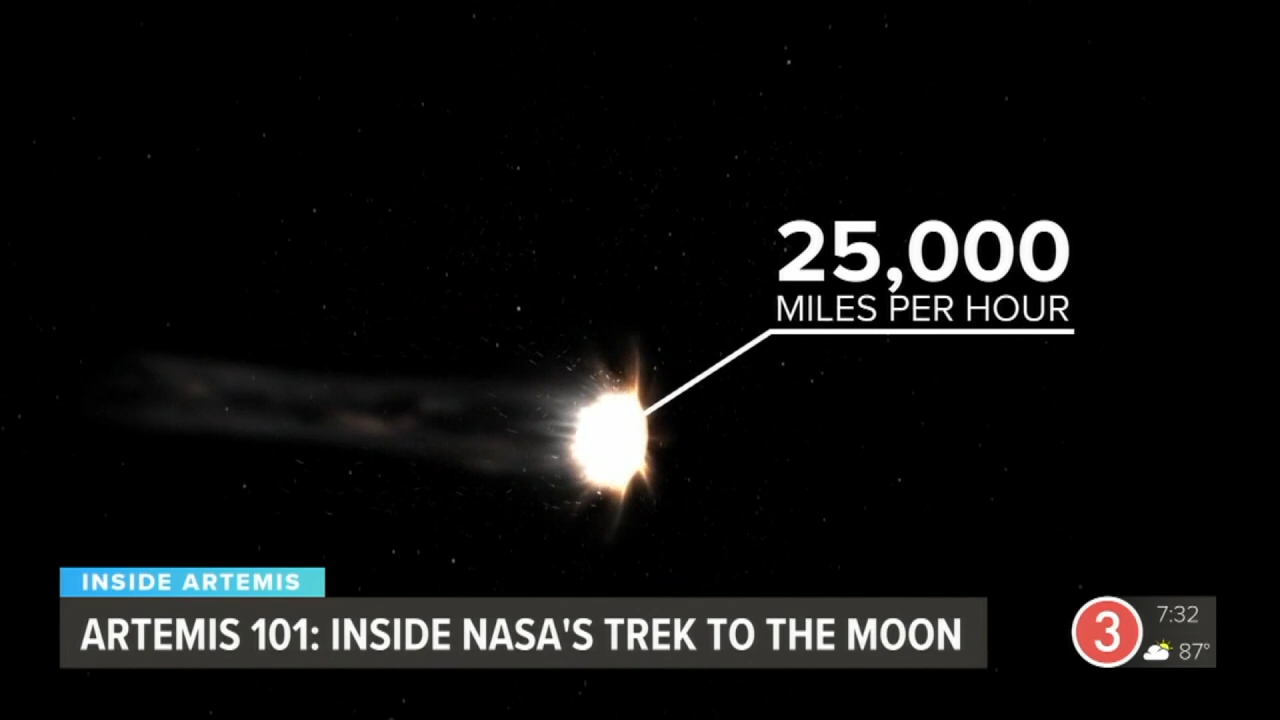 25,000
MILES PER HOUR
INSIDE ARTEMIS
ARTEMIS 101: INSIDE NASA'S TREK TO THE MOON
3
7:32
87°